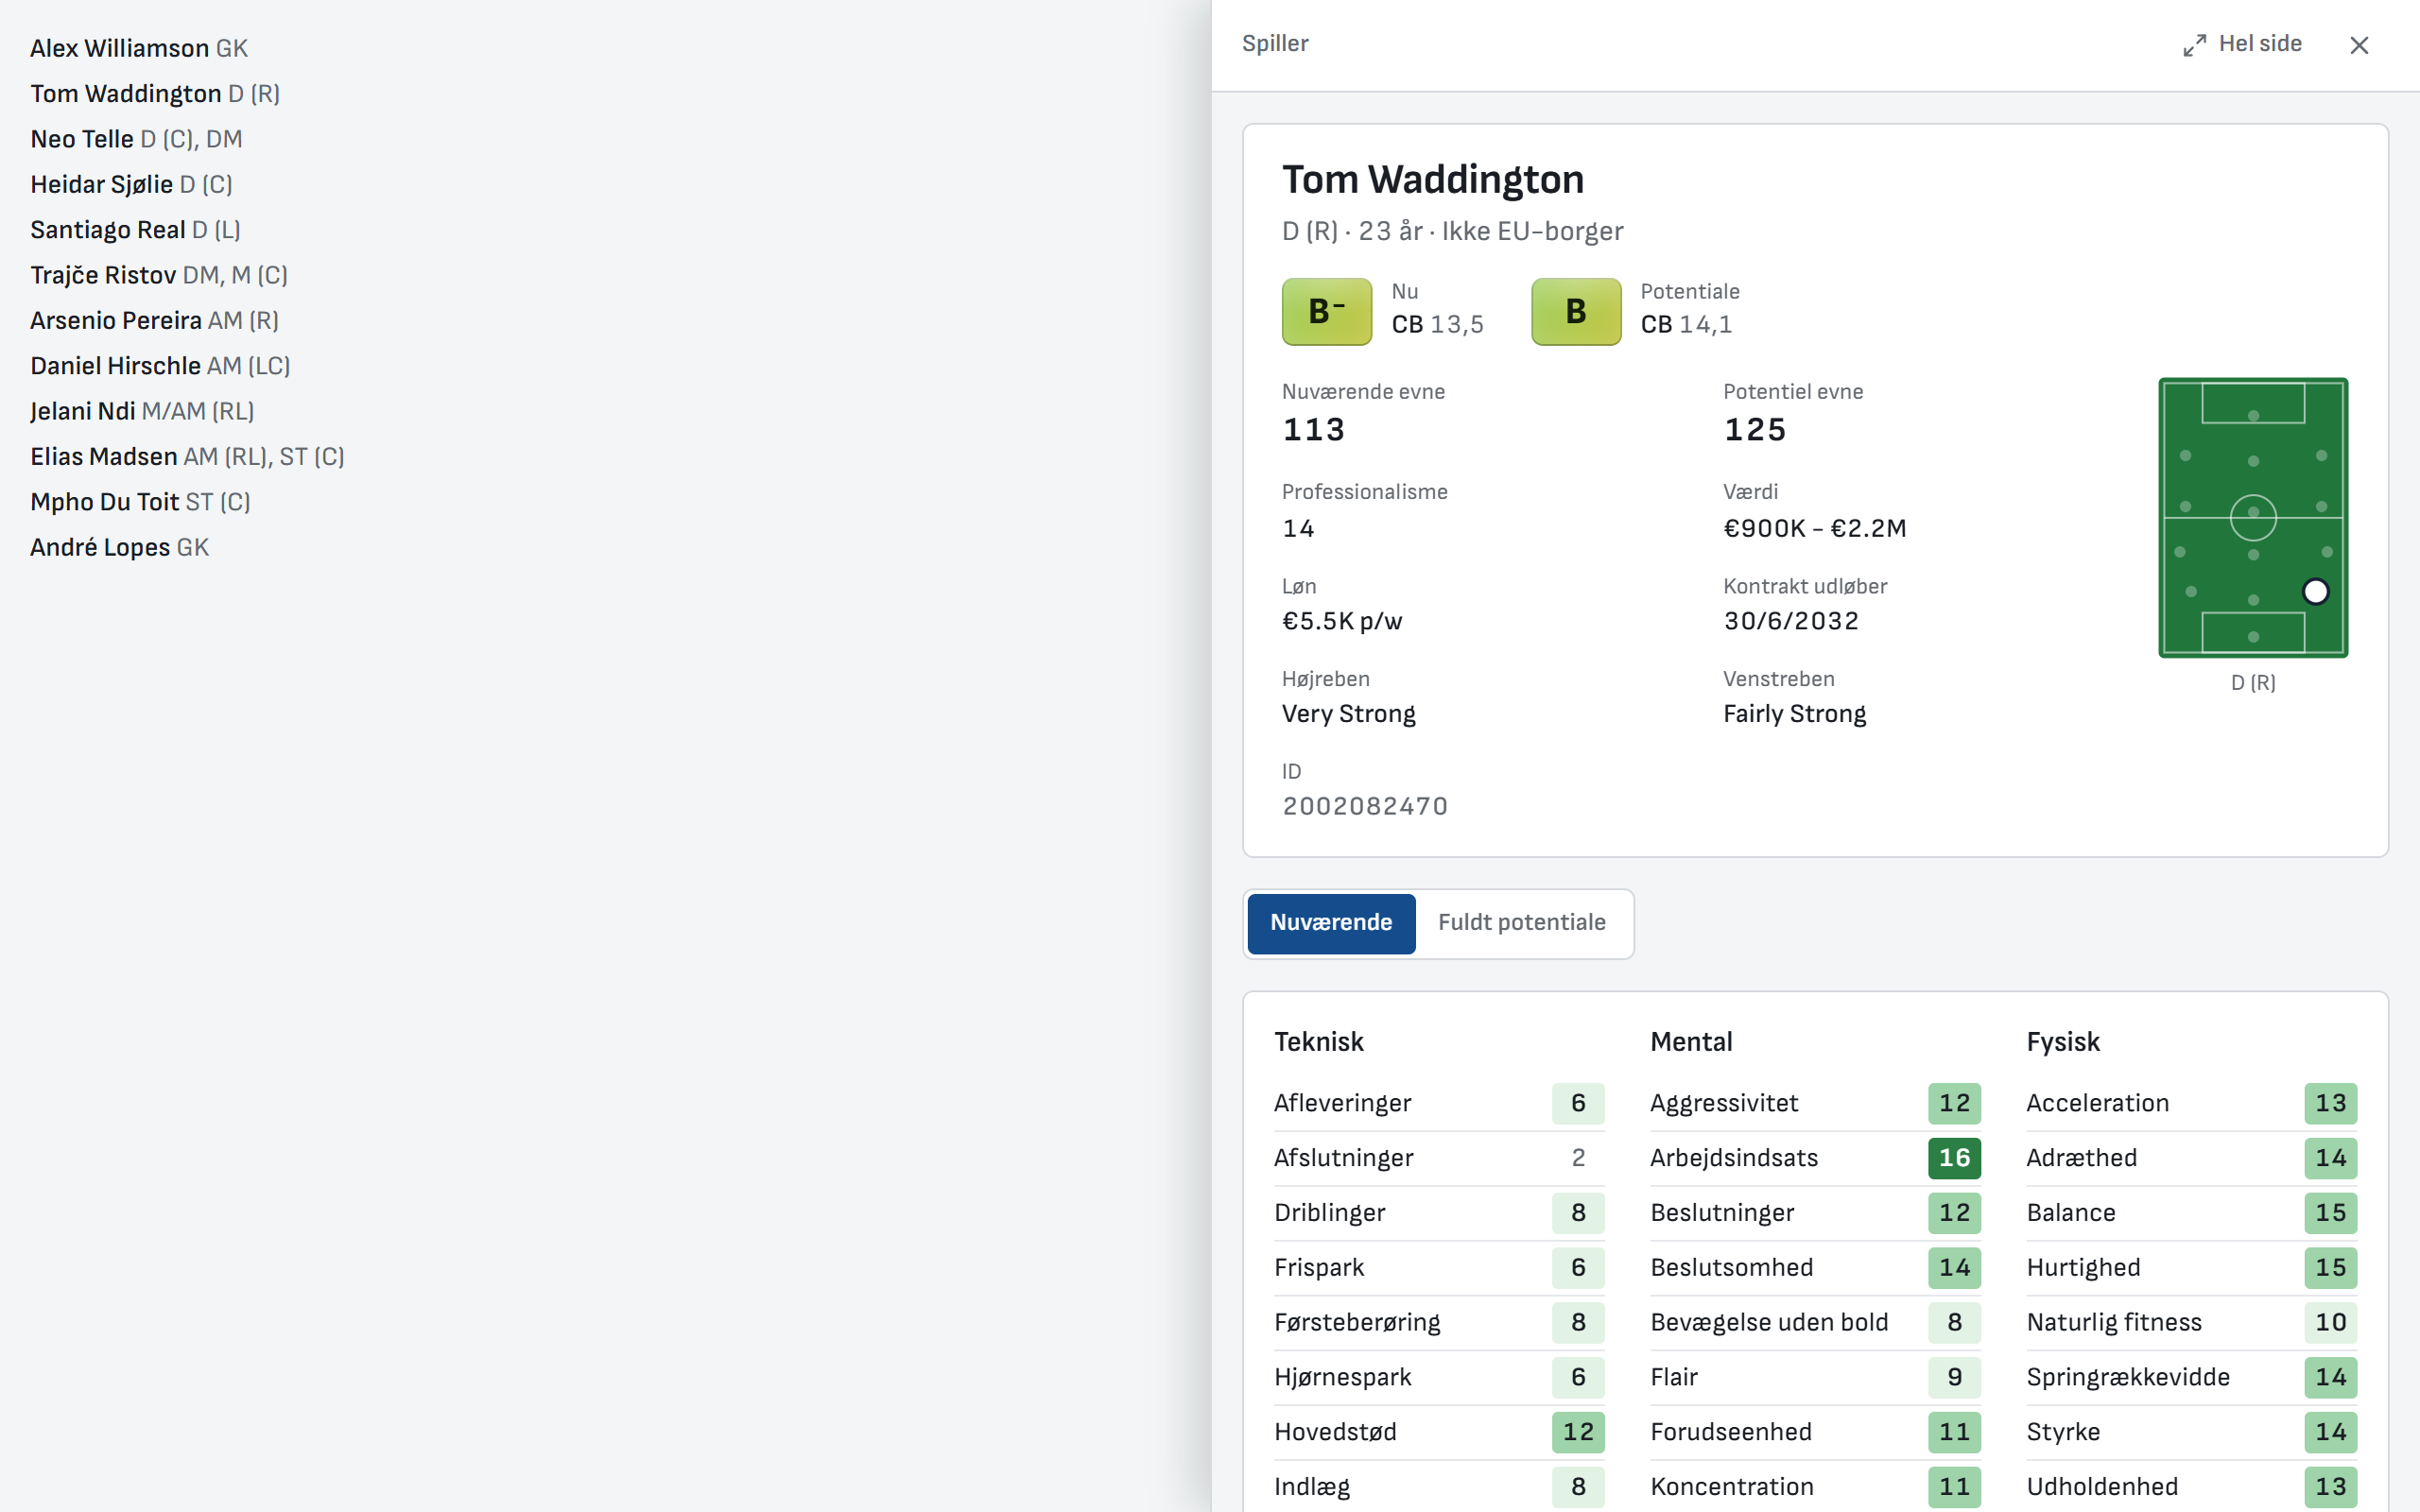 Alex Williamson GK
Tom Waddington D (R)
Neo Telle D (C), DM
Heidar Sjølie D (C)
Santiago Real D (L)
Trajče Ristov DM, M (C)
Arsenio Pereira AM (R)
Daniel Hirschle AM (LC)
Jelani Ndi M/AM (RL)
Elias Madsen AM (RL), ST (C)
Mpho Du Toit ST (C)
André Lopes GK
Spiller
Hel side
Tom Waddington
D (R) · 23 år · Ikke EU-borger
B-
Nu
CB 13,5
B
Potentiale
CB 14,1
Nuværende evne
113
Potentiel evne
125
Professionalisme
14
Værdi
€900K - €2.2M
Løn
€5.5K p/w
Kontrakt udløber
30/6/2032
Højreben
Very Strong
Venstreben
Fairly Strong
ID
2002082470
D (R)
Nuværende
Fuldt potentiale
Teknisk
Afleveringer 6
Afslutninger 2
Driblinger 8
Frispark 6
Førsteberøring 8
Hjørnespark 6
Hovedstød 12
Indlæg 8
Mental
Aggressivitet 12
Arbejdsindsats 16
Beslutninger 12
Beslutsomhed 14
Bevægelse uden bold 8
Flair 9
Forudseenhed 11
Koncentration 11
Fysisk
Acceleration 13
Adræthed 14
Balance 15
Hurtighed 15
Naturlig fitness 10
Springrækkevidde 14
Styrke 14
Udholdenhed 13